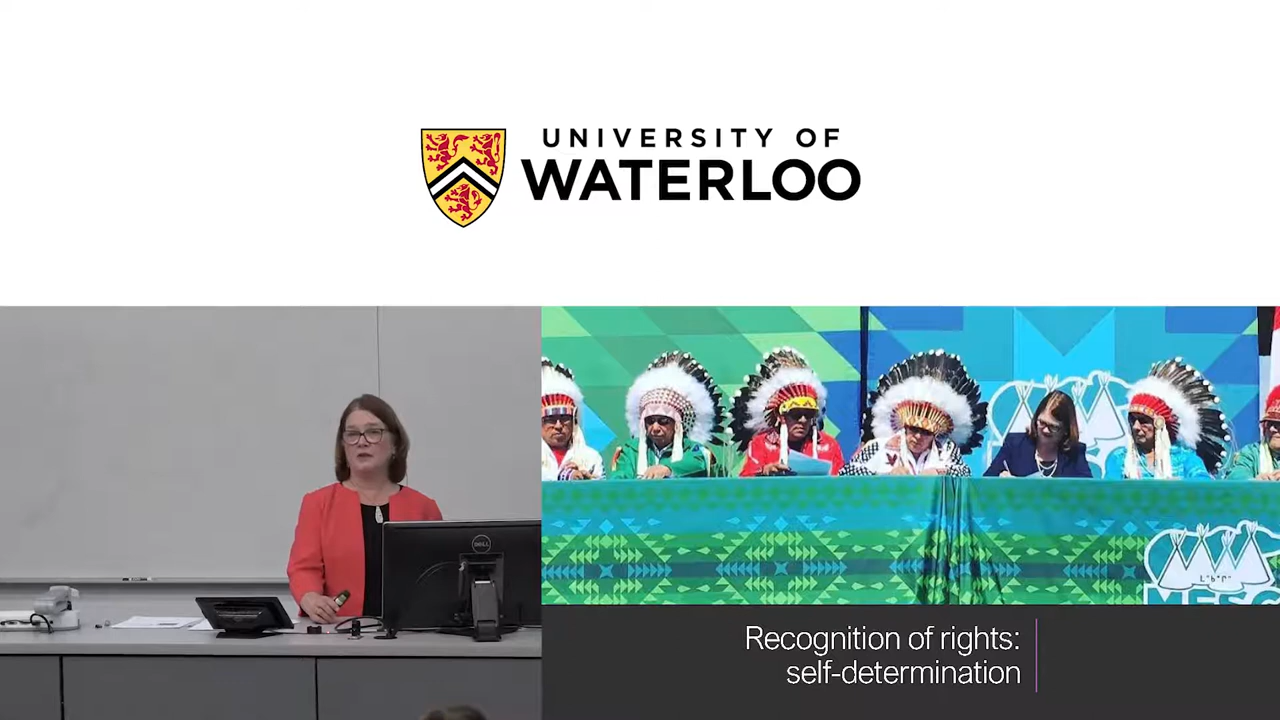 UNIVERSITY OF
WATERLOO
DELL
Recognition of rights:
self-determination